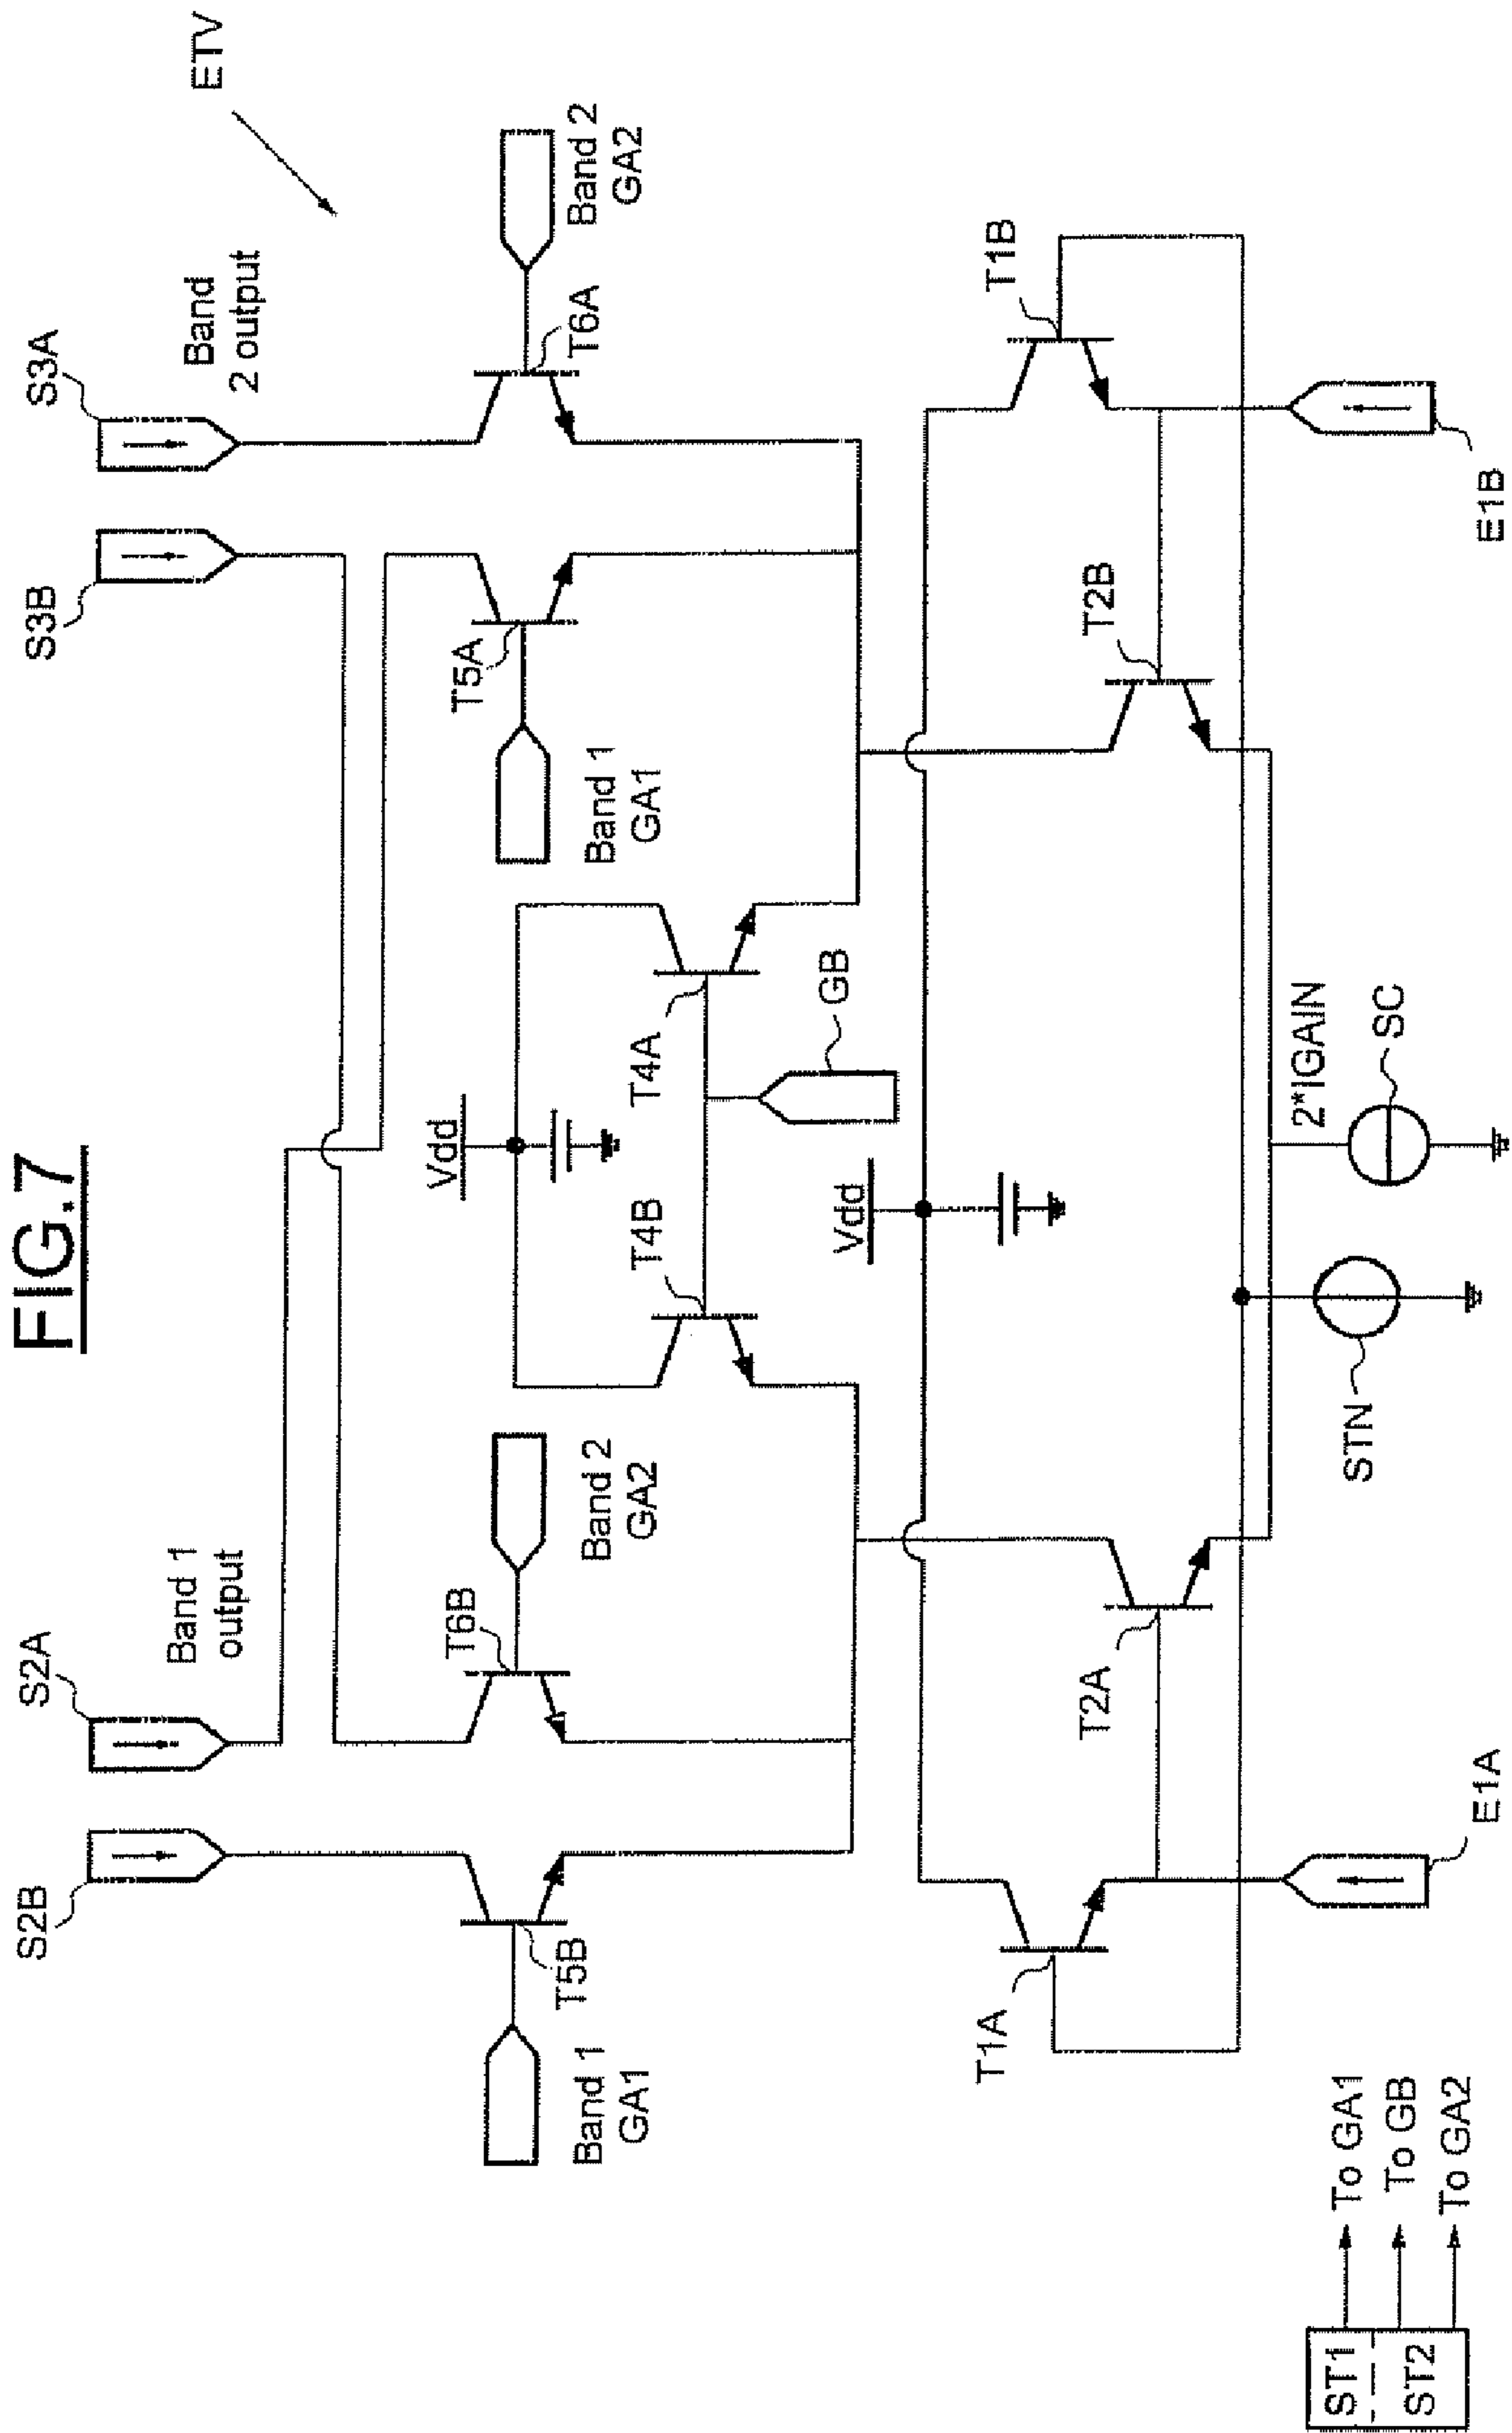 FIG.7
ETV
S2B
S2A
Band 1
output
S3B
S3A
Band
2 output
Band 1
GA1
T5B
T6B
Band 2
GA2
Vdd
T4B
T4A
GB
Band 1
GA1
T5A
T6A
Band 2
GA2
Vdd
T1A
T2A
T2B
T1B
E1A
STN
2*IGAIN
SC
E1B
ST1
ST2
To GA1
To GB
To GA2